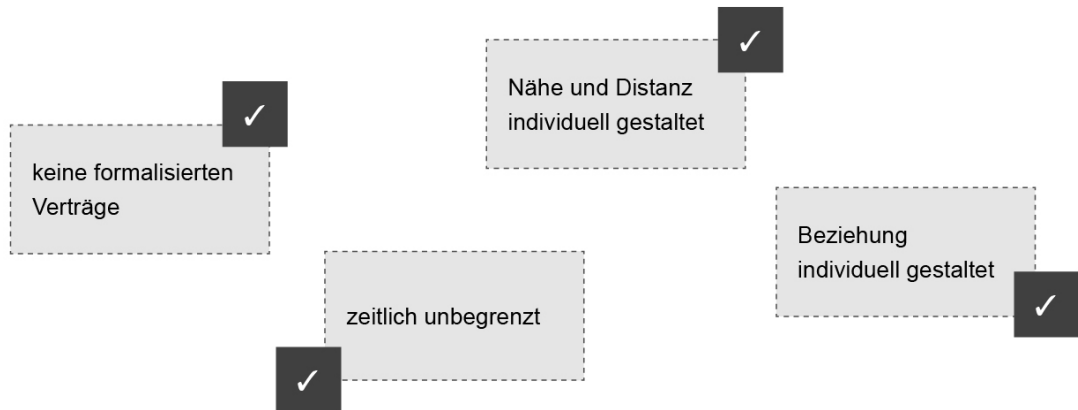 ✓
Nähe und Distanz
individuell gestaltet
✓
keine formalisierten
Verträge
Beziehung
individuell gestaltet
✓
zeitlich unbegrenzt
✓